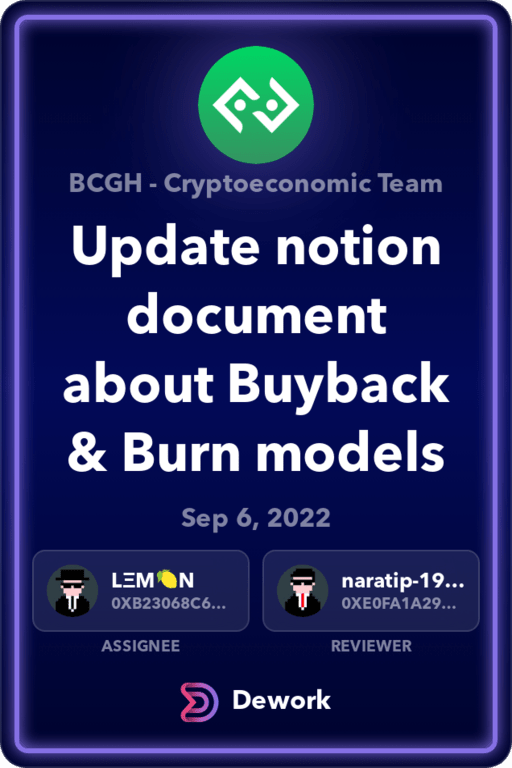 BCGH - Cryptoeconomic Team
Update notion
document
about Buyback
& Burn models
Sep 6, 2022
LΞM🍋N
0XB23068C6...
ASSIGNEE
naratip-19...
0XE0FA1A29...
REVIEWER
Dework